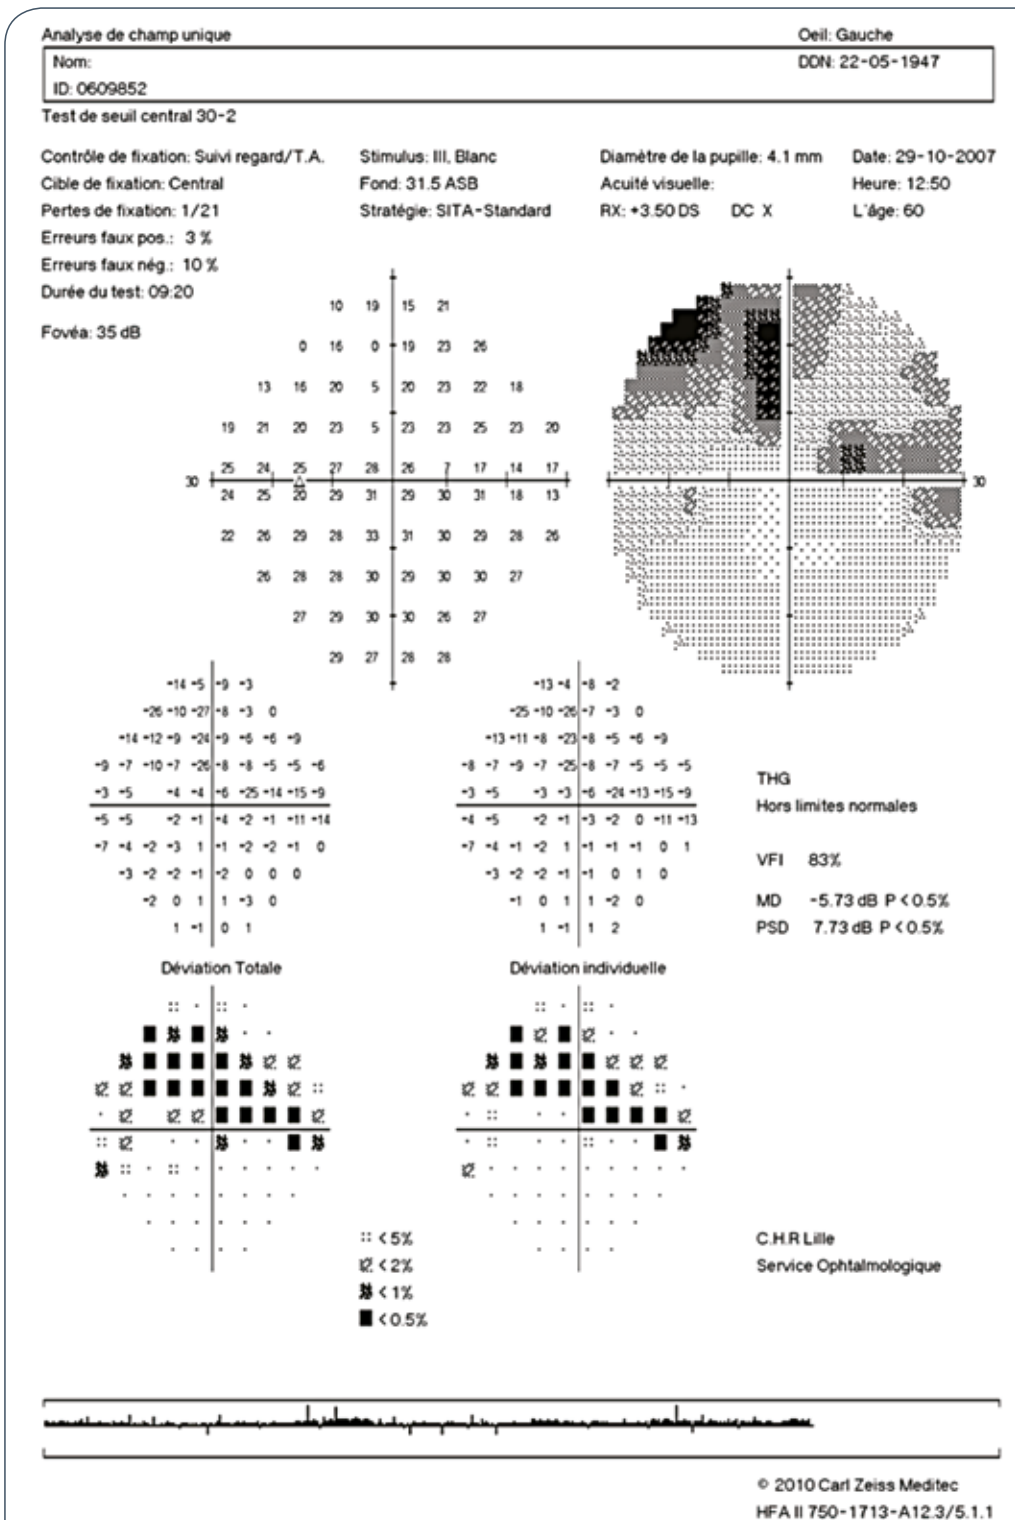 Analyse de champ unique Oeil: Gauche
Nom: DDN: 22-05-1947
ID: 0609852
Test de seuil central 30-2
Contrôle de fixation: Suivi regard/T.A. Stimulus: III, Blanc Diamètre de la pupille: 4.1 mm Date: 29-10-2007
Cible de fixation: Central Fond: 31.5 ASB Acuité visuelle: Heure: 12:50
Pertes de fixation: 1/21 Stratégie: SITA-Standard RX: +3.50 DS DC X L'âge: 60
Erreurs faux pos.: 3 %
Erreurs faux nég.: 10 %
Durée du test: 09:20
Fovéa: 35 dB
10 19 15 21
0 16 0 19 23 26
13 16 20 5 20 23 22 18
19 21 20 23 5 23 23 25 23 20
25 24 25 27 28 26 7 17 14 17
30 30
24 25 20 29 31 29 30 31 18 13
22 26 29 28 33 31 30 29 28 26
26 28 28 30 29 30 30 27
27 29 30 30 26 27
29 27 28 28
-14 -5 -9 -3 -13 -4 -8 -2
-26 -10 -27 -8 -3 0 -25 -10 -26 -7 -3 0
-14 -12 -9 -24 -9 -6 -6 -9 -13 -11 -8 -23 -8 -5 -6 -9
-9 -7 -10 -7 -26 -8 -8 -5 -5 -6 -8 -7 -9 -7 -25 -8 -7 -5 -5 -5
-3 -5 -4 -4 -6 -25 -14 -15 -9 -3 -5 -3 -3 -6 -24 -13 -15 -9
-5 -5 -2 -1 -4 -2 -1 -11 -14 -4 -5 -2 -1 -3 -2 0 -11 -13
-7 -4 -2 -3 1 -1 -2 -2 -1 0 -7 -4 -1 -2 1 -1 -1 -1 0 1
-3 -2 -2 -1 -2 0 0 0 -3 -2 -2 -1 -1 0 1 0
-2 0 1 1 -3 0 -1 0 1 1 -2 0
1 -1 0 1 1 -1 1 2
THG
Hors limites normales
VFI 83%
MD -5.73 dB P < 0.5%
PSD 7.73 dB P < 0.5%
Déviation Totale Déviation individuelle
< 5%
< 2%
< 1%
< 0.5%
C.H.R Lille
Service Ophtalmologique
© 2010 Carl Zeiss Meditec
HFA II 750-1713-A12.3/5.1.1